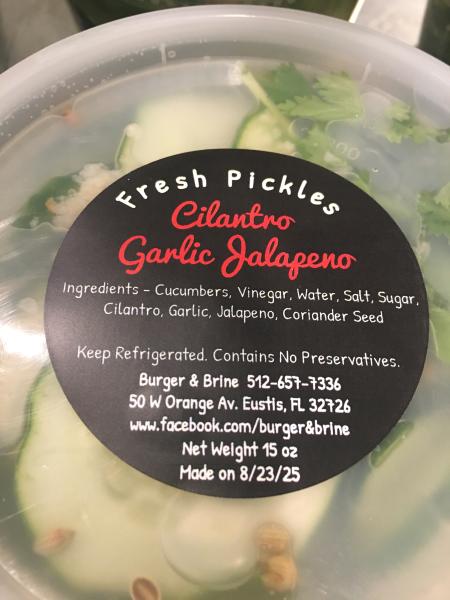 Fresh Pickles
Cilantro
Garlic Jalapeno
Ingredients - Cucumbers, Vinegar, Water, Salt, Sugar,
Cilantro, Garlic, Jalapeno, Coriander Seed
Keep Refrigerated. Contains No Preservatives.
Burger & Brine 512-657-7336
50 W Orange Av. Eustis, FL 32726
www.facebook.com/burger&brine
Net Weight 15 oz
Made on 8/23/25